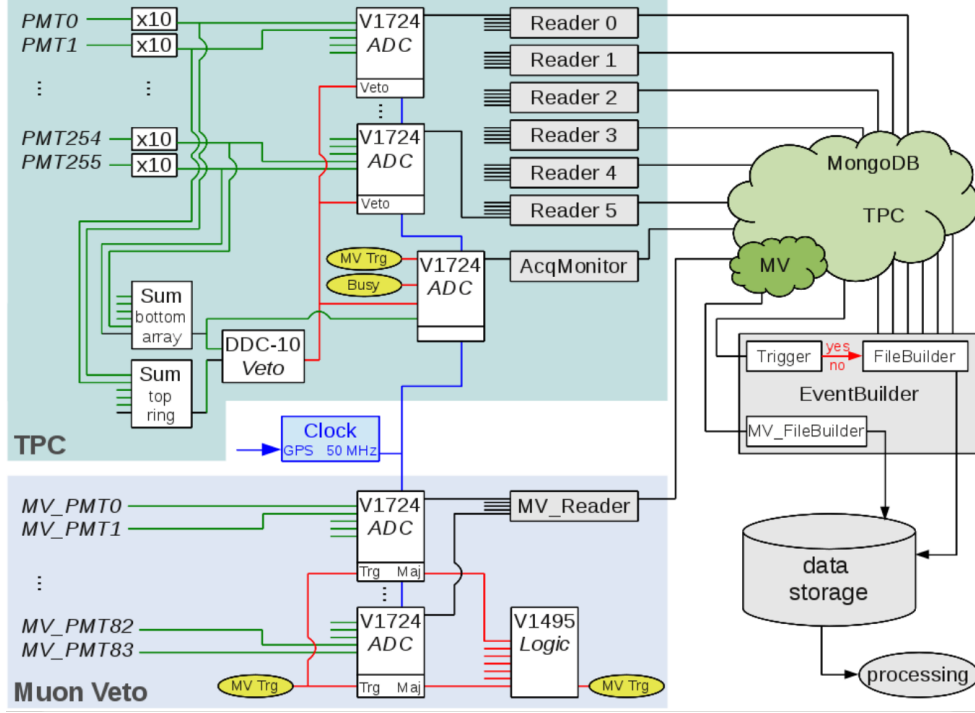 PMT0
x10
V1724
ADC
Veto
PMT1
x10
⋮
⋮
⋮
PMT254
x10
V1724
ADC
Veto
PMT255
x10
Reader 0
Reader 1
Reader 2
Reader 3
Reader 4
Reader 5
AcqMonitor
MongoDB
TPC
MV
MV Trg
Busy
V1724
ADC
Sum
bottom
array
DDC-10
Veto
Sum
top
ring
TPC
Clock
GPS 50 MHz
Trigger
yes
no
FileBuilder
EventBuilder
MV_FileBuilder
MV_PMT0
MV_PMT1
V1724
ADC
Trg Maj
MV_Reader
⋮
⋮
MV_PMT82
MV_PMT83
V1724
ADC
Trg Maj
V1495
Logic
MV Trg
MV Trg
Muon Veto
data
storage
processing